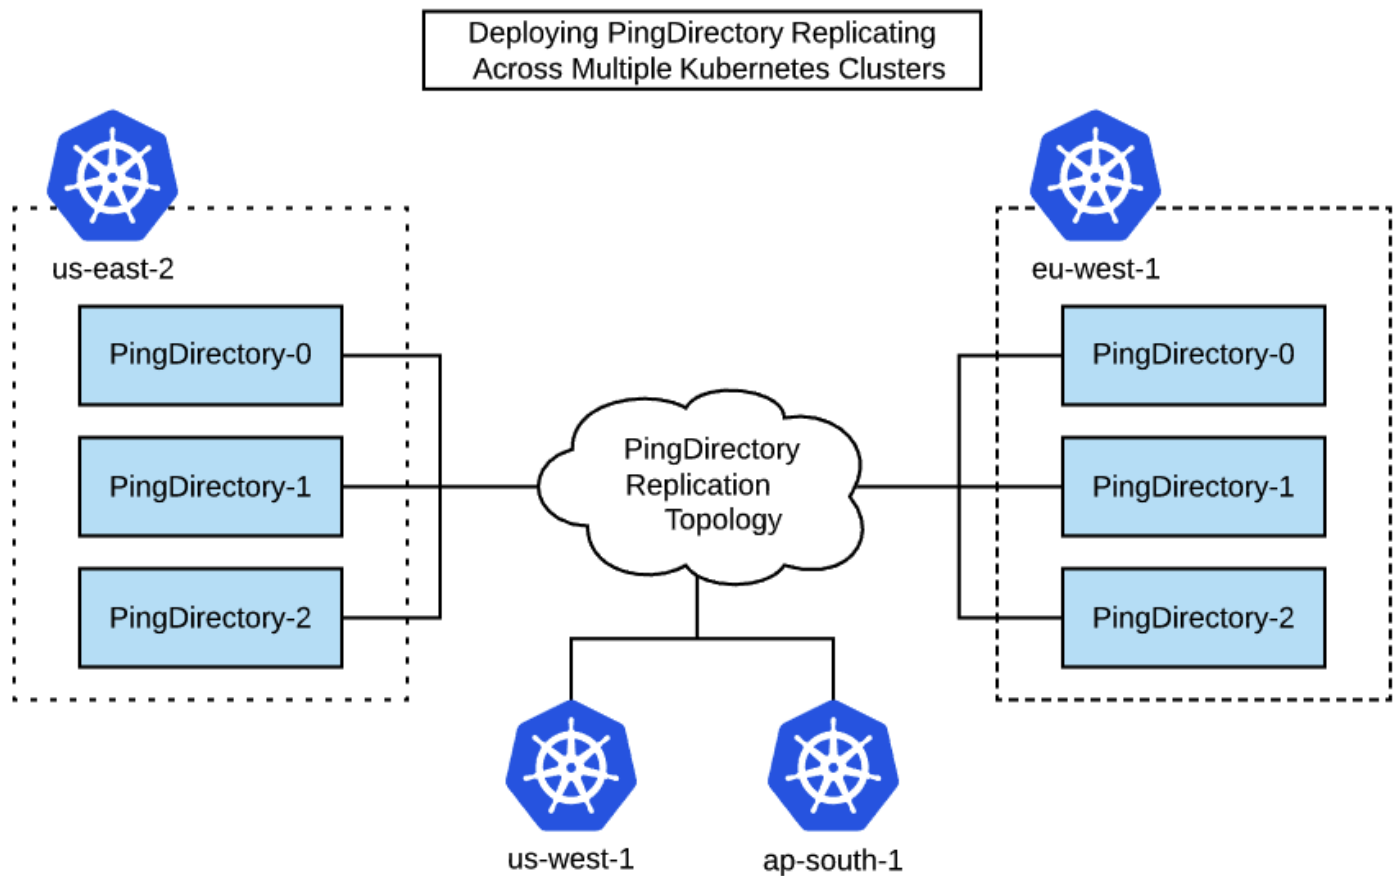 Deploying PingDirectory Replicating
Across Multiple Kubernetes Clusters
us-east-2
PingDirectory-0
PingDirectory-1
PingDirectory-2
PingDirectory
Replication
Topology
eu-west-1
PingDirectory-0
PingDirectory-1
PingDirectory-2
us-west-1
ap-south-1